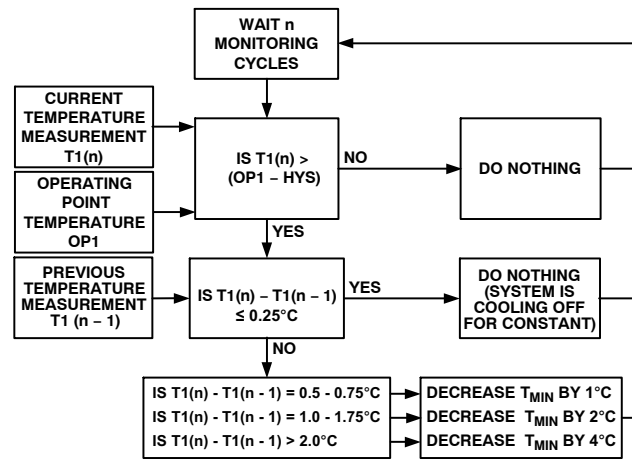 WAIT n
MONITORING
CYCLES
CURRENT
TEMPERATURE
MEASUREMENT
T1(n)
IS T1(n) >
(OP1 – HYS)
NO
DO NOTHING
OPERATING
POINT
TEMPERATURE
OP1
YES
PREVIOUS
TEMPERATURE
MEASUREMENT
T1 (n – 1)
IS T1(n) – T1(n – 1)
≤ 0.25°C
YES
DO NOTHING
(SYSTEM IS
COOLING OFF
FOR CONSTANT)
NO
IS T1(n) - T1(n - 1) = 0.5 - 0.75°C
DECREASE TMIN BY 1°C
IS T1(n) - T1(n - 1) = 1.0 - 1.75°C
DECREASE TMIN BY 2°C
IS T1(n) - T1(n - 1) > 2.0°C
DECREASE TMIN BY 4°C